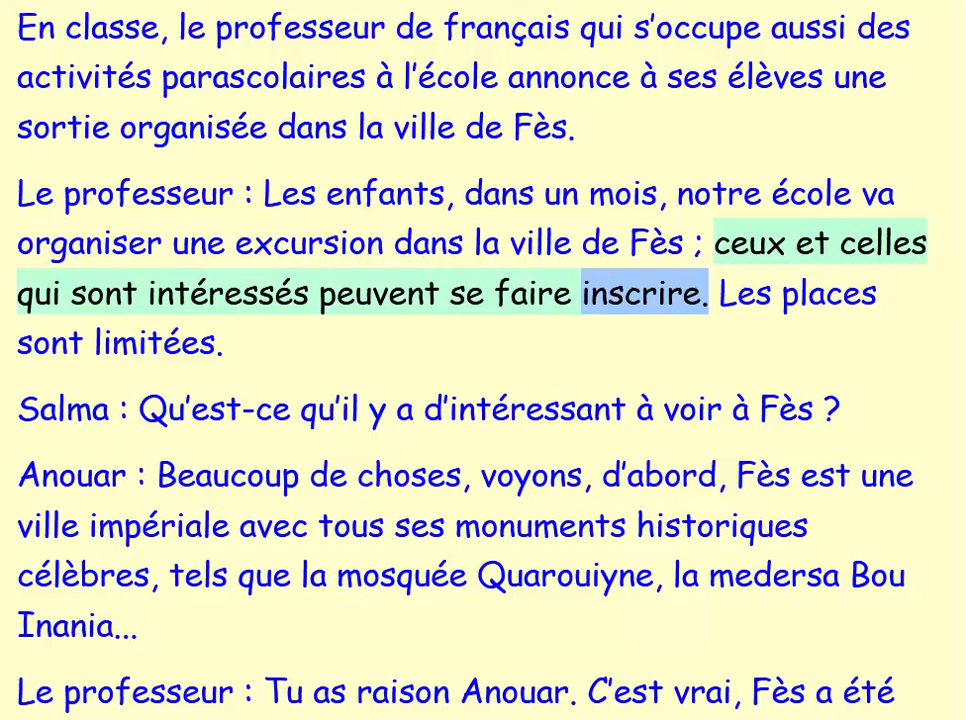 En classe, le professeur de français qui s’occupe aussi des
activités parascolaires à l’école annonce à ses élèves une
sortie organisée dans la ville de Fès.
Le professeur : Les enfants, dans un mois, notre école va
organiser une excursion dans la ville de Fès ; ceux et celles
qui sont intéressés peuvent se faire inscrire. Les places
sont limitées.
Salma : Qu’est-ce qu’il y a d’intéressant à voir à Fès ?
Anouar : Beaucoup de choses, voyons, d’abord, Fès est une
ville impériale avec tous ses monuments historiques
célèbres, tels que la mosquée Quarouiyne, la medersa Bou
Inania...
Le professeur : Tu as raison Anouar. C’est vrai, Fès a été